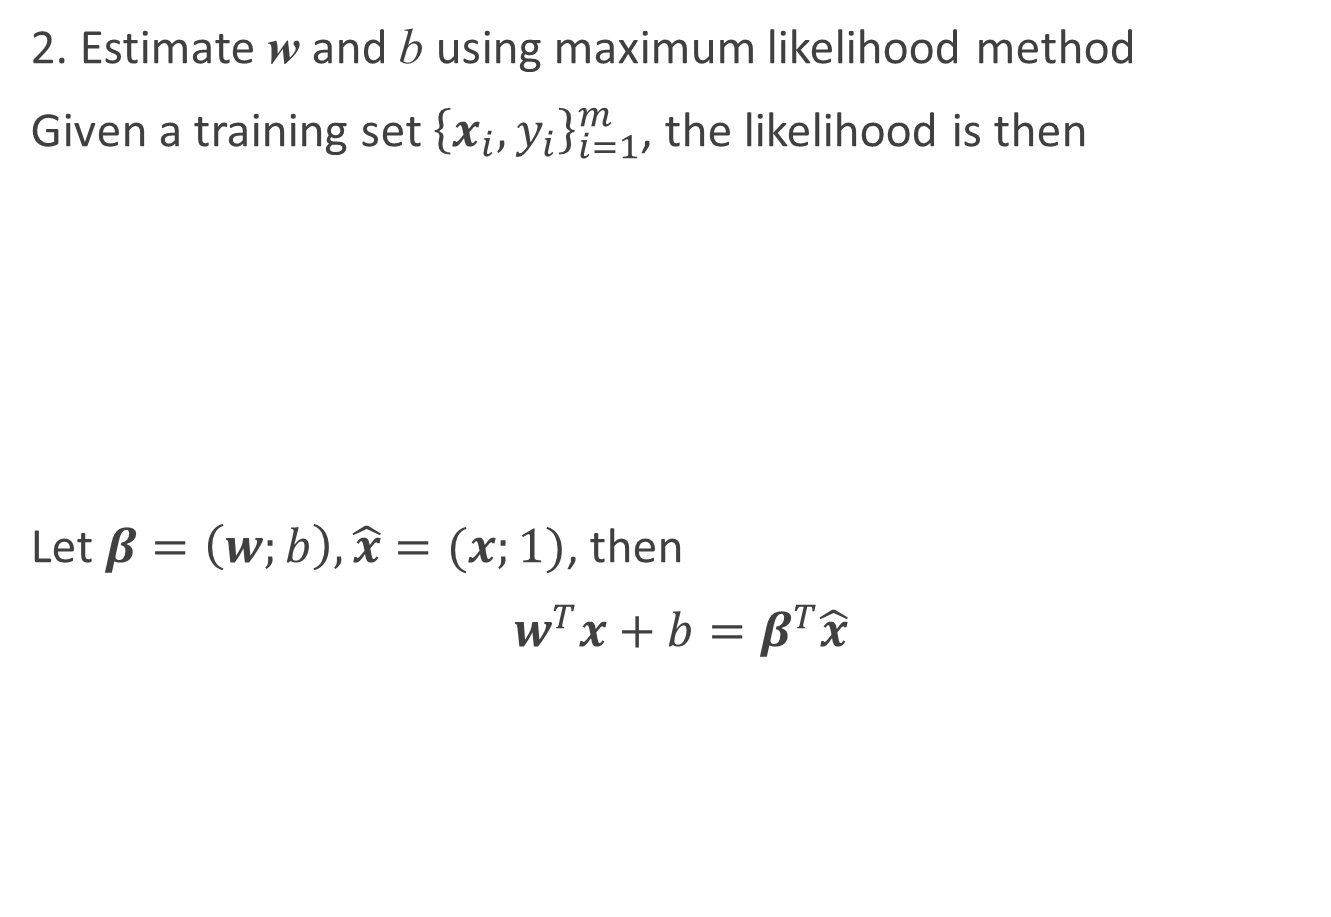 2. Estimate 𝒘 and 𝑏 using maximum likelihood method
Given a training set {𝒙ᵢ, 𝑦ᵢ}ᵢ₌₁ᵐ, the likelihood is then
Let 𝜷 = (𝒘; 𝑏), 𝒙̂ = (𝒙; 1), then
𝒘ᵀ𝒙 + 𝑏 = 𝜷ᵀ𝒙̂